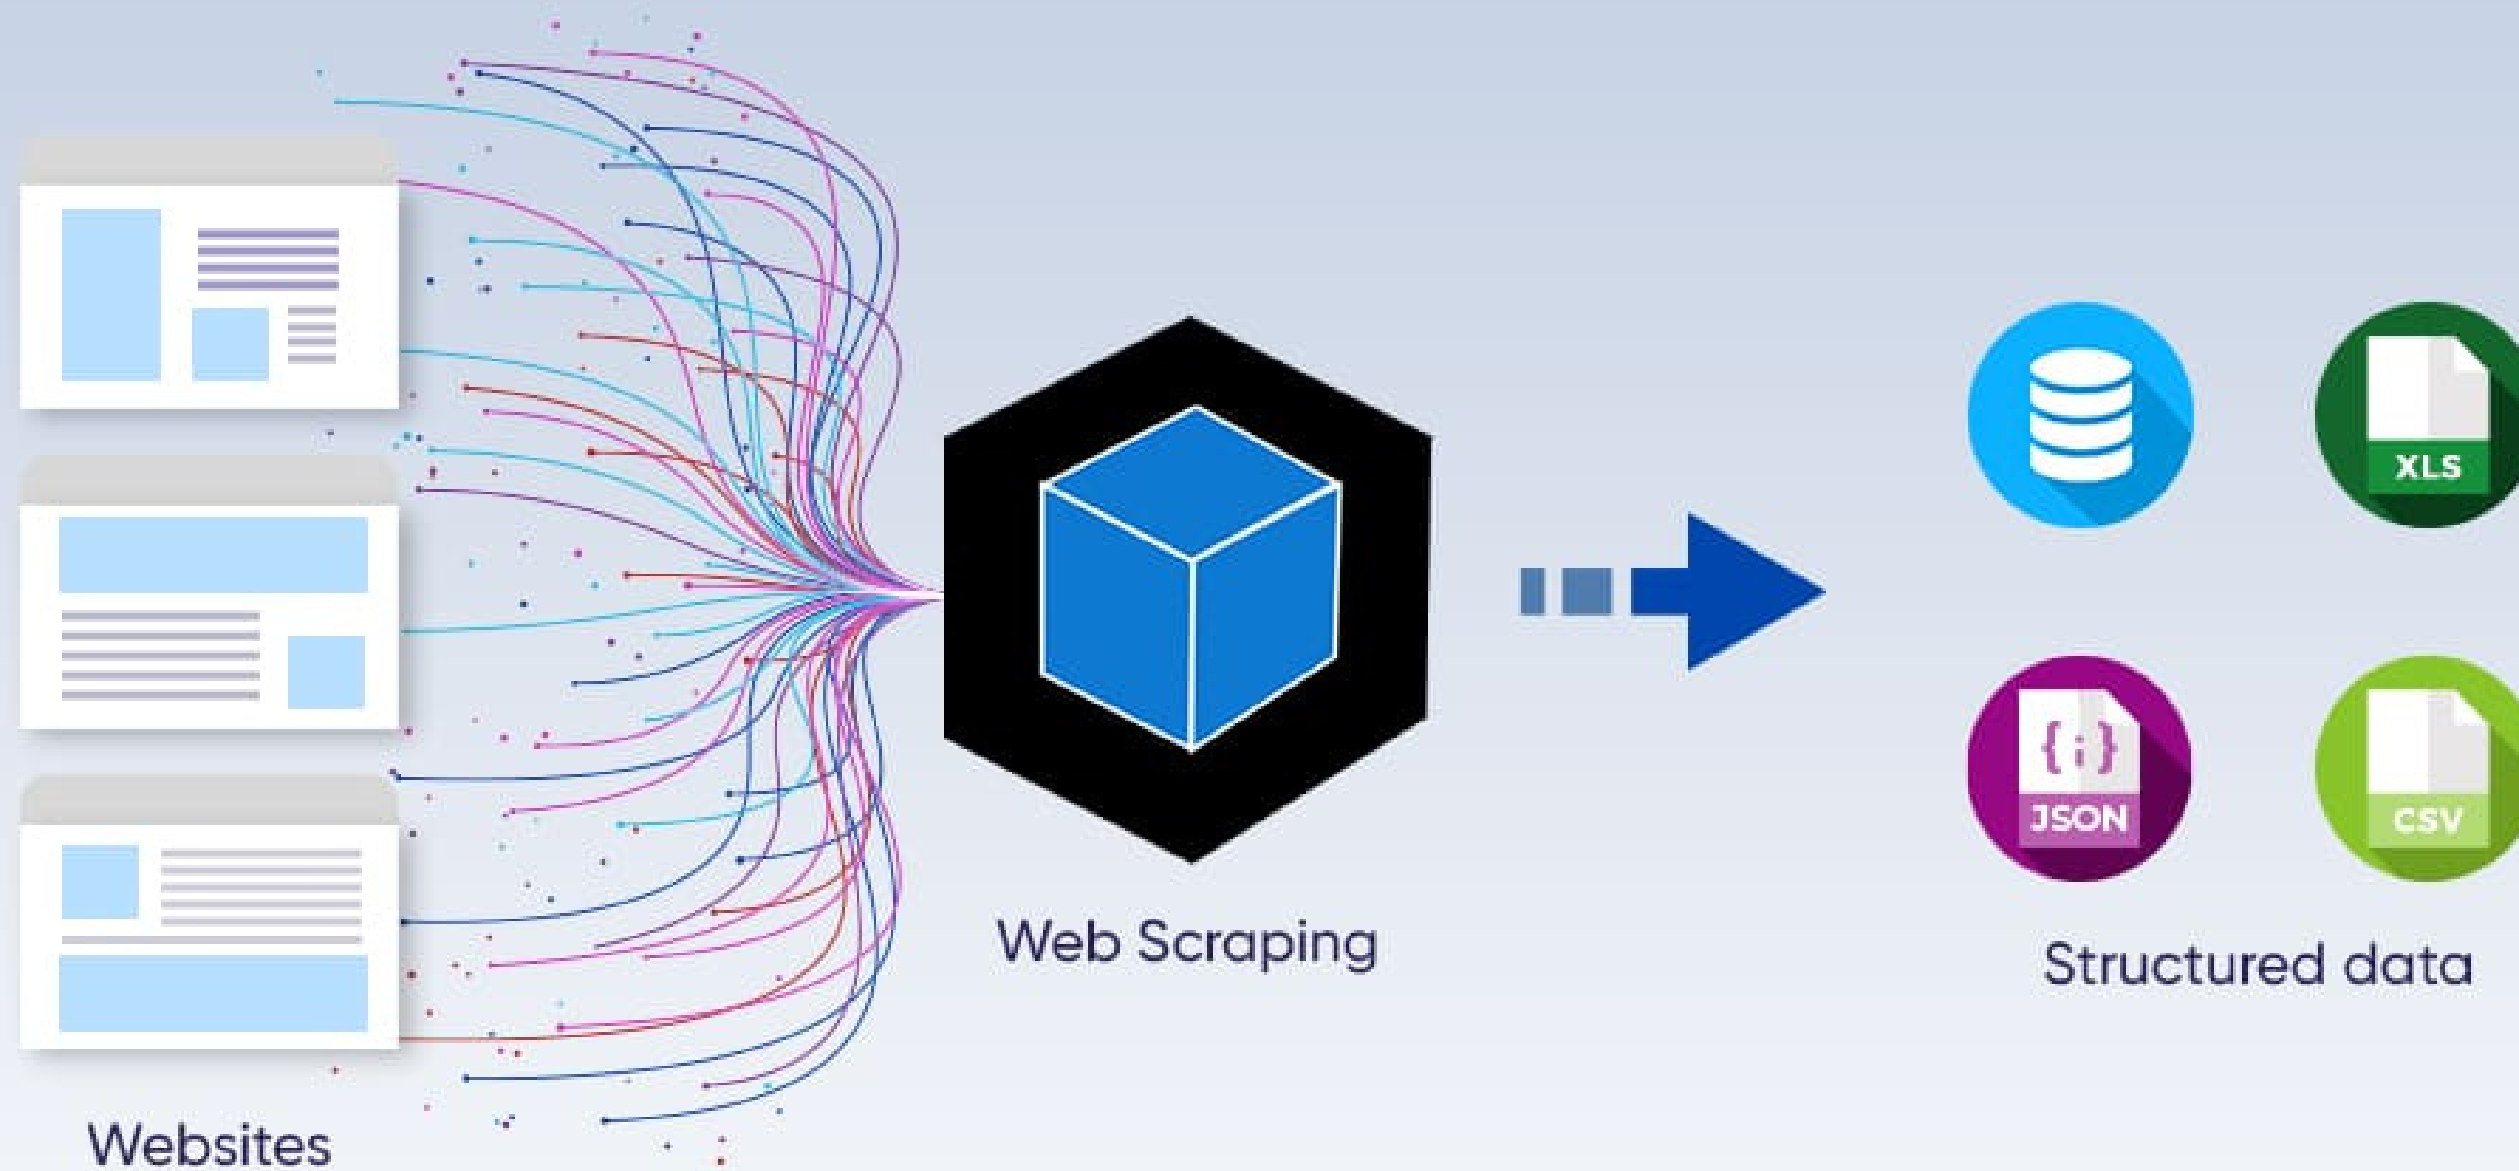 XLS
{;}
JSON
CSV
Web Scraping
Structured data
Websites